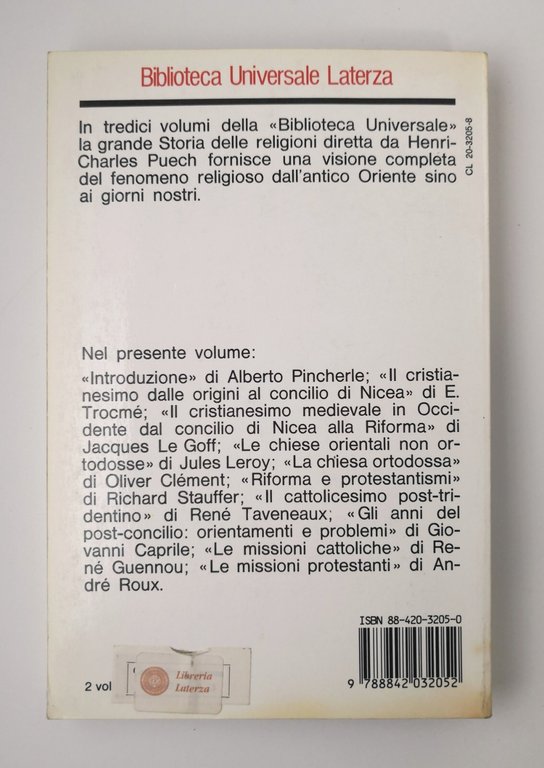 Biblioteca Universale Laterza
In tredici volumi della «Biblioteca Universale»
la grande Storia delle religioni diretta da Henri-
Charles Puech fornisce una visione completa
del fenomeno religioso dall'antico Oriente sino
ai giorni nostri.
CL 20-3205-8
Nel presente volume:
«Introduzione» di Alberto Pincherle; «Il cristia-
nesimo dalle origini al concilio di Nicea» di E.
Trocmé; «Il cristianesimo medievale in Occi-
dente dal concilio di Nicea alla Riforma» di
Jacques Le Goff; «Le chiese orientali non or-
todosse» di Jules Leroy; «La chiesa ortodossa»
di Oliver Clément; «Riforma e protestantismi»
di Richard Stauffer; «Il cattolicesimo post-tri-
dentino» di René Taveneaux; «Gli anni del
post-concilio: orientamenti e problemi» di Gio-
vanni Caprile; «Le missioni cattoliche» di Re-
né Guennou; «Le missioni protestanti» di An-
dré Roux.
ISBN 88-420-3205-0
9 788842 032052
2 vol
Libreria
Laterza